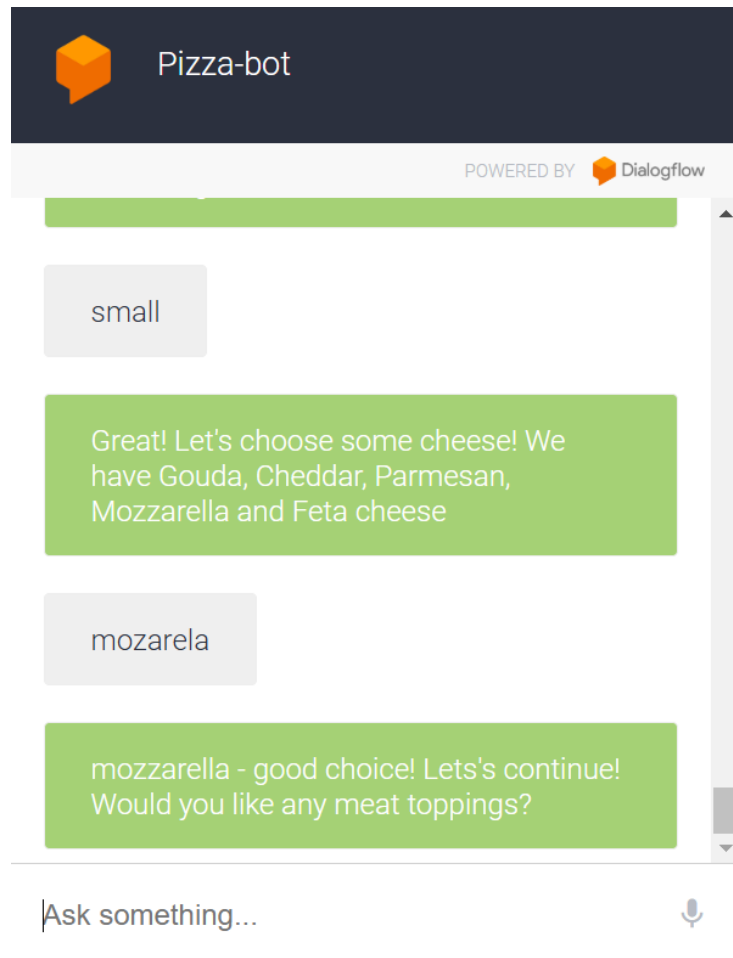 Pizza-bot
POWERED BY Dialogflow
small
Great! Let's choose some cheese! We
have Gouda, Cheddar, Parmesan,
Mozzarella and Feta cheese
mozarela
mozzarella - good choice! Lets's continue!
Would you like any meat toppings?
Ask something...